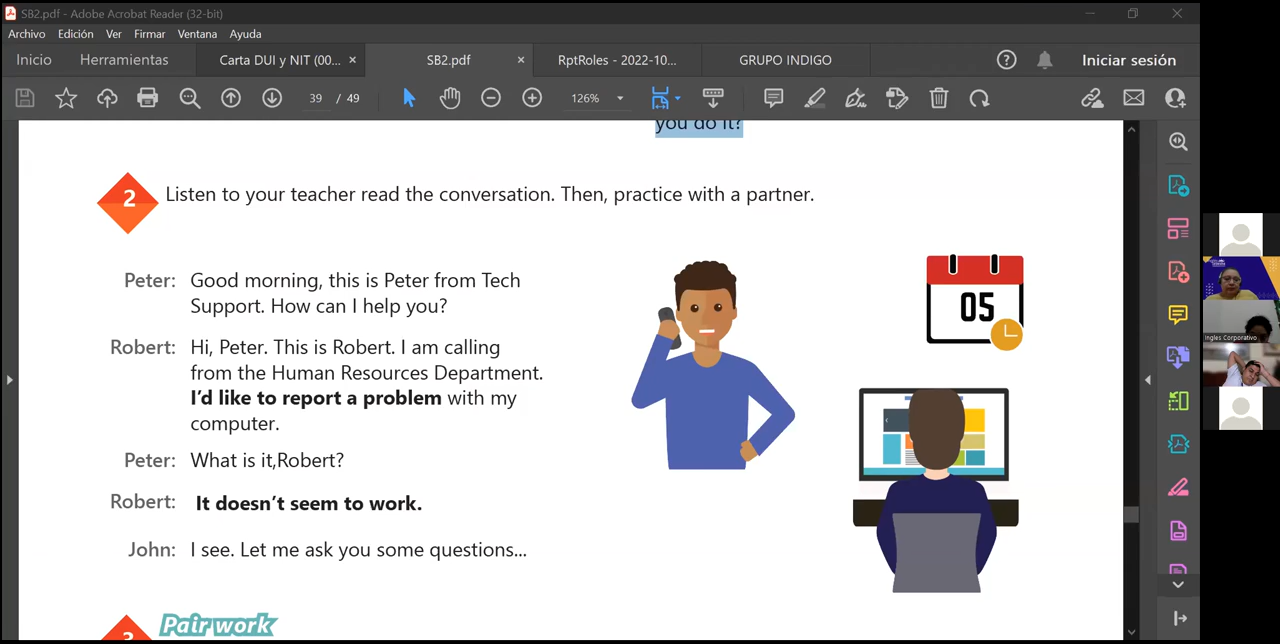 SB2.pdf - Adobe Acrobat Reader (32-bit)
Archivo Edición Ver Firmar Ventana Ayuda
Inicio Herramientas Carta DUI y NIT (00... × SB2.pdf × RptRoles - 2022-10... GRUPO INDIGO Iniciar sesión
39 / 49 126%
you do it?
2 Listen to your teacher read the conversation. Then, practice with a partner.
Peter: Good morning, this is Peter from Tech
Support. How can I help you?
Robert: Hi, Peter. This is Robert. I am calling
from the Human Resources Department.
I'd like to report a problem with my
computer.
Peter: What is it,Robert?
Robert: It doesn't seem to work.
John: I see. Let me ask you some questions...
05
3 Pair work
Ingles Corporativo